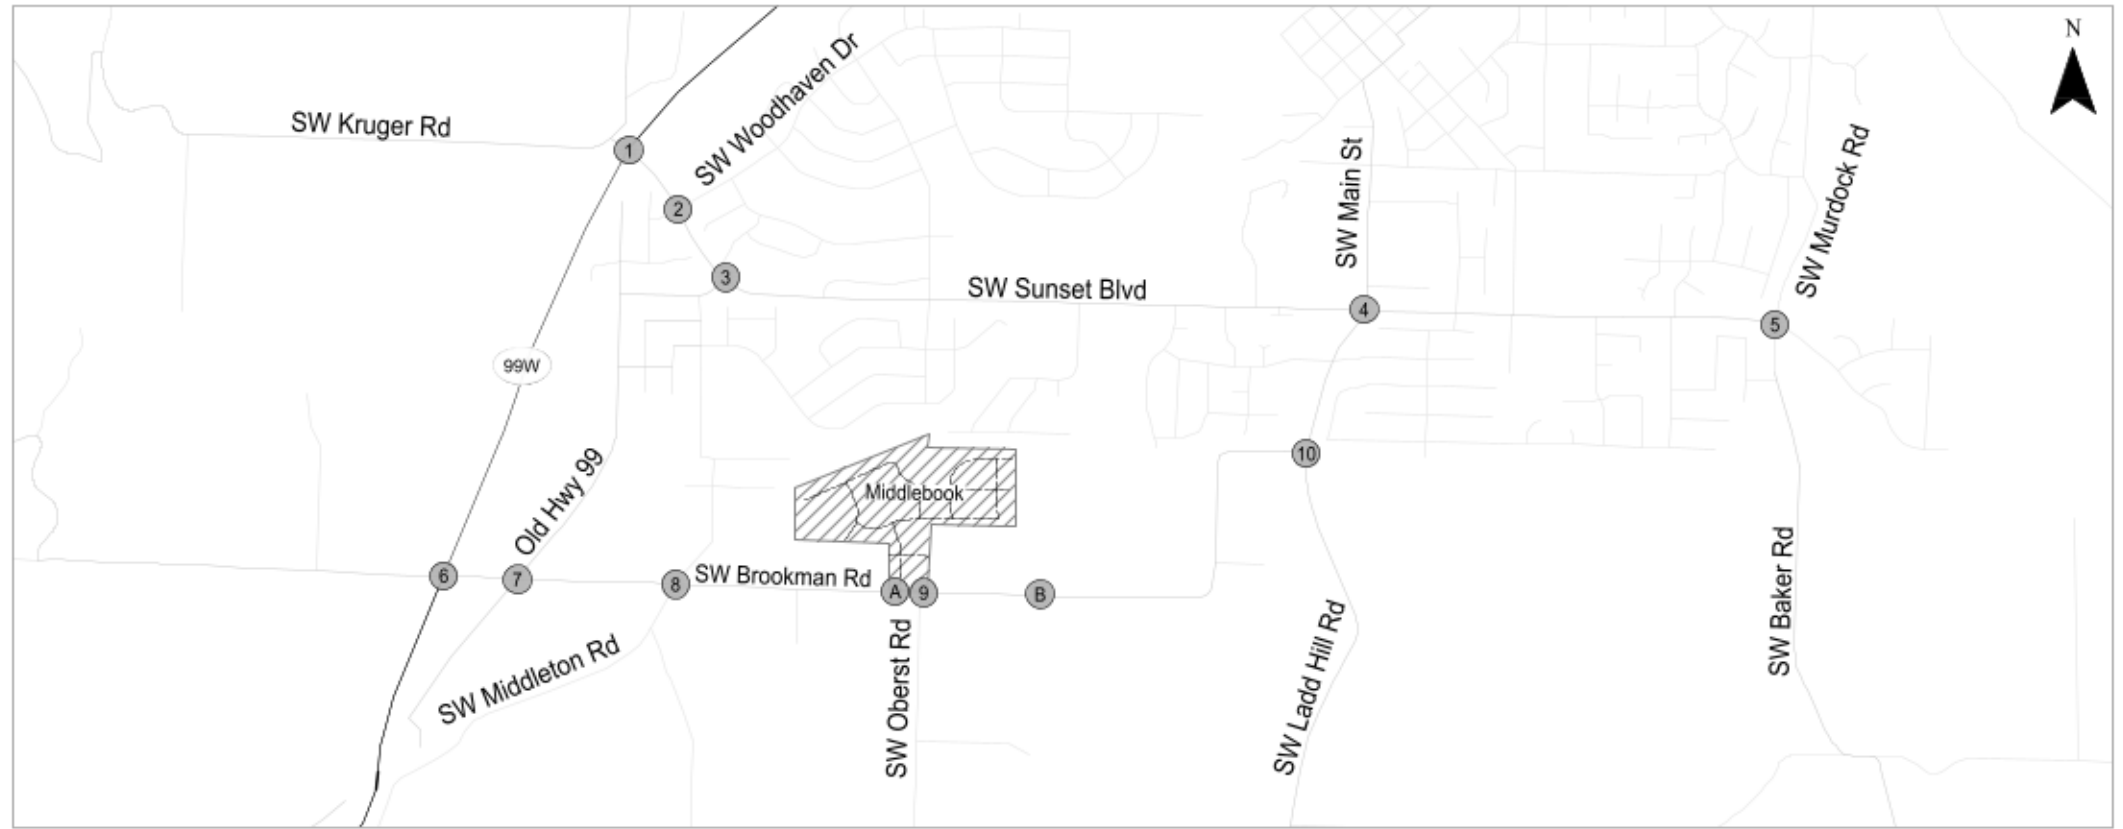 N
SW Woodhaven Dr
SW Kruger Rd
1
SW Main St
SW Murdock Rd
2
3
SW Sunset Blvd
4
5
99W
10
Old Hwy 99
Middlebook
6
7
8
SW Brookman Rd
A
9
B
SW Middleton Rd
SW Oberst Rd
SW Ladd Hill Rd
SW Baker Rd